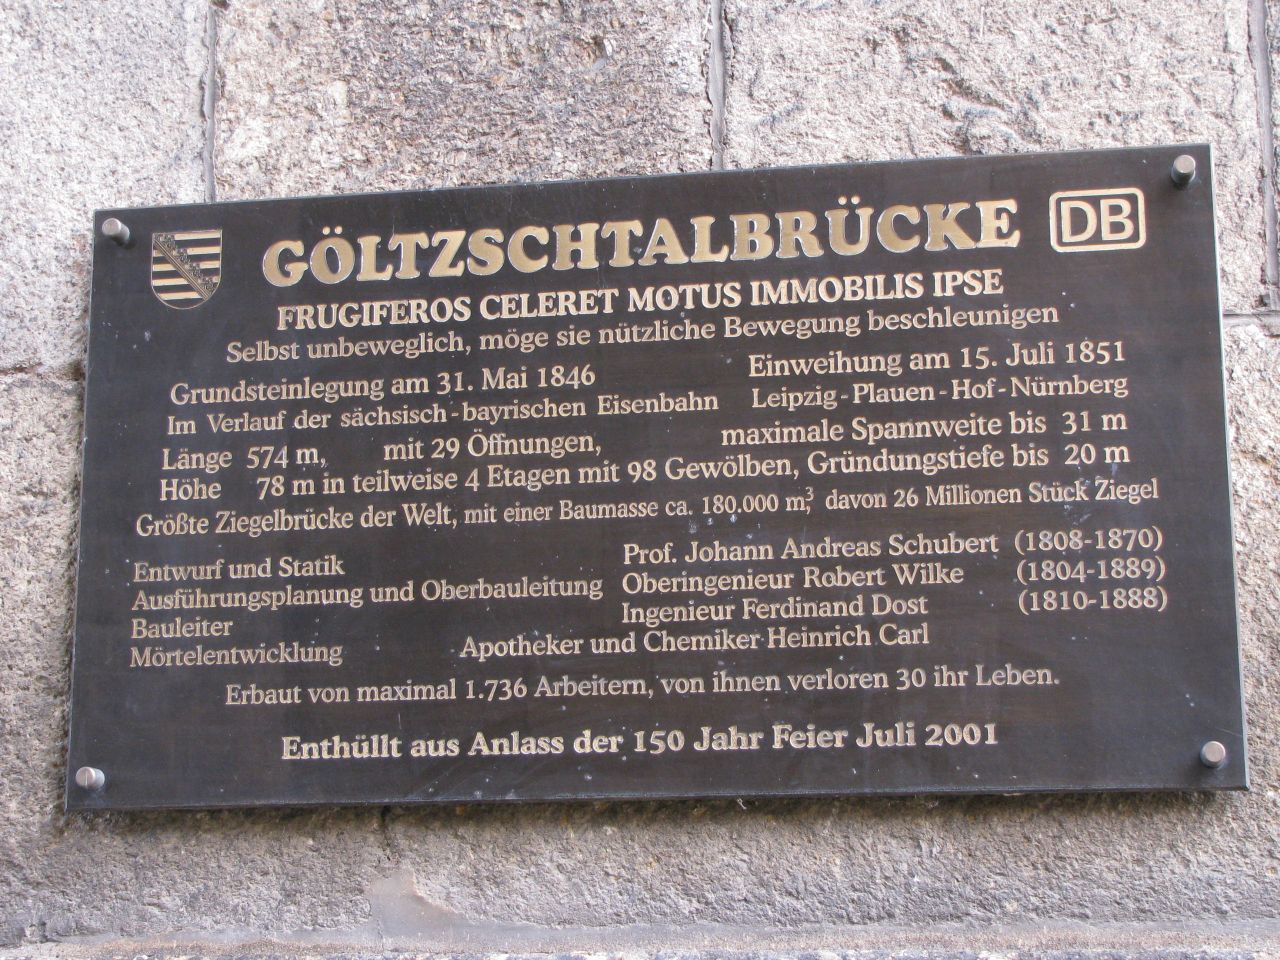 GÖLTZSCHTALBRÜCKE DB
FRUGIFEROS CELERET MOTUS IMMOBILIS IPSE
Selbst unbeweglich, möge sie nützliche Bewegung beschleunigen
Grundsteinlegung am 31. Mai 1846 Einweihung am 15. Juli 1851
Im Verlauf der sächsisch-bayrischen Eisenbahn Leipzig-Plauen-Hof-Nürnberg
Länge 574 m, mit 29 Öffnungen, maximale Spannweite bis 31 m
Höhe 78 m in teilweise 4 Etagen mit 98 Gewölben, Gründungstiefe bis 20 m
Größte Ziegelbrücke der Welt, mit einer Baumasse ca. 180.000 m³, davon 26 Millionen Stück Ziegel
Entwurf und Statik Prof. Johann Andreas Schubert (1808-1870)
Ausführungsplanung und Oberbauleitung Oberingenieur Robert Wilke (1804-1889)
Bauleiter Ingenieur Ferdinand Dost (1810-1888)
Mörtelentwicklung Apotheker und Chemiker Heinrich Carl
Erbaut von maximal 1.736 Arbeitern, von ihnen verloren 30 ihr Leben.
Enthüllt aus Anlass der 150 Jahr Feier Juli 2001